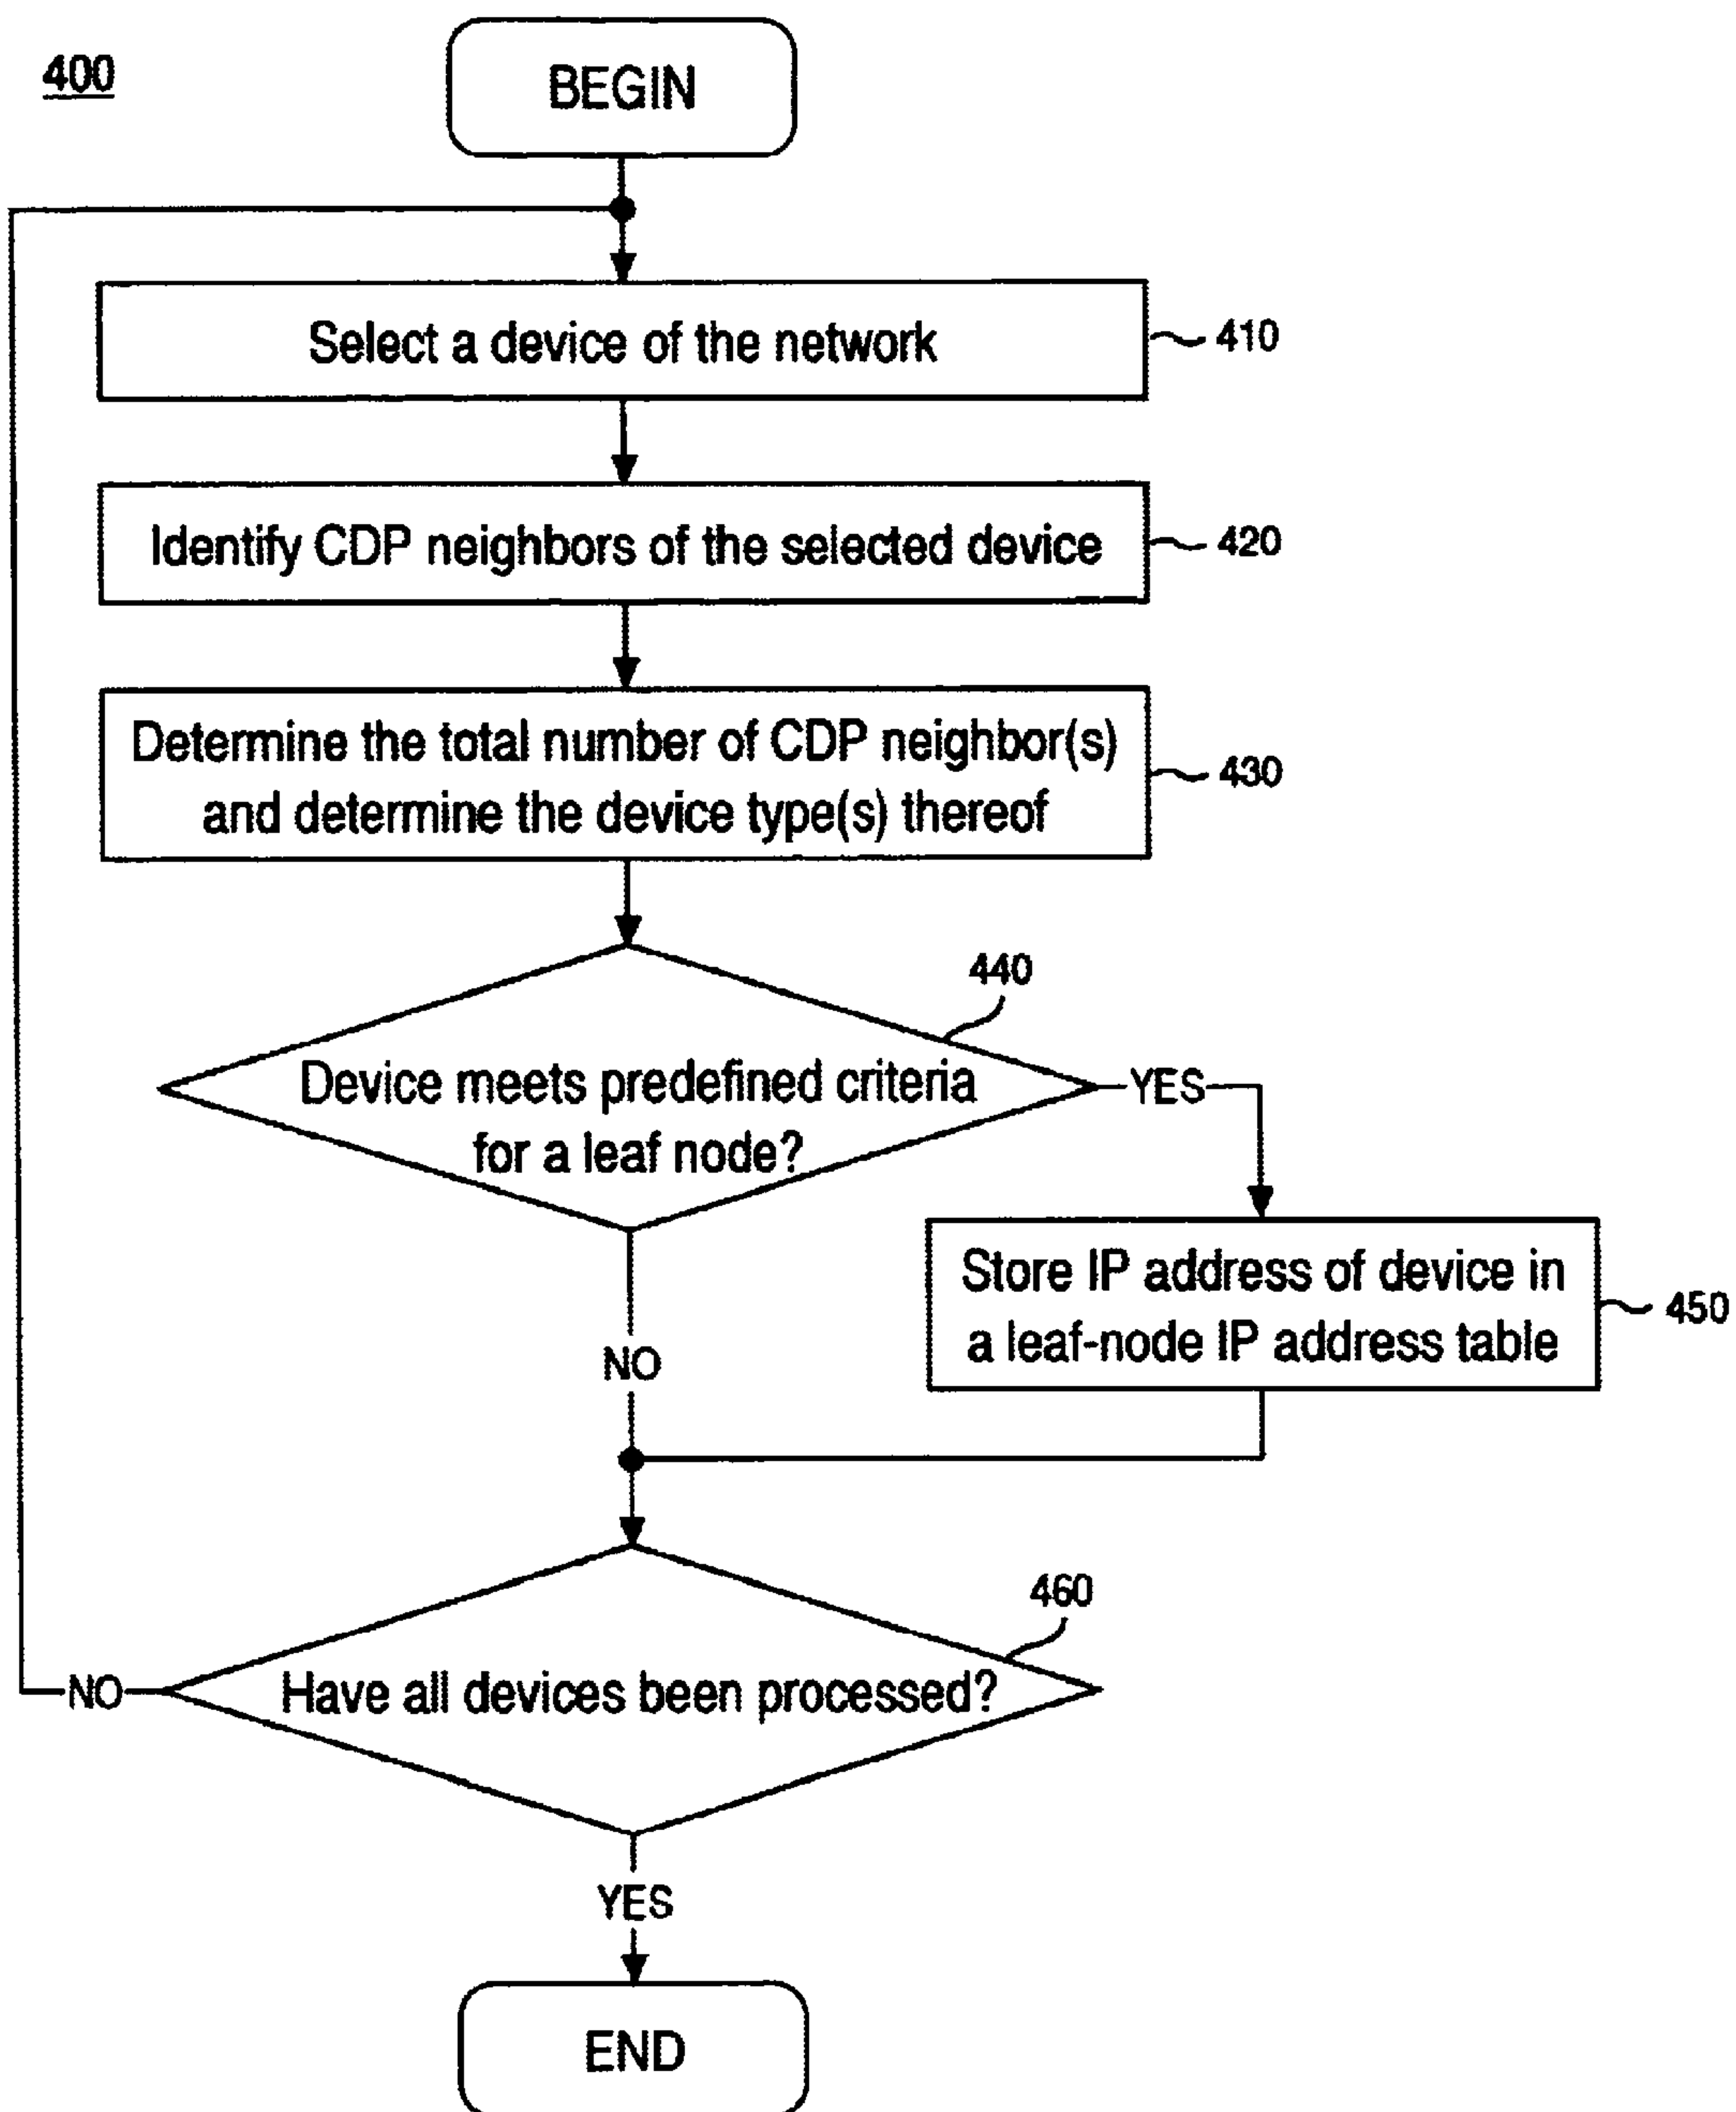 400
BEGIN
Select a device of the network
410
Identify CDP neighbors of the selected device
420
Determine the total number of CDP neighbor(s)
and determine the device type(s) thereof
430
440
Device meets predefined criteria
for a leaf node?
YES
Store IP address of device in
a leaf-node IP address table
450
NO
460
Have all devices been processed?
NO
YES
END